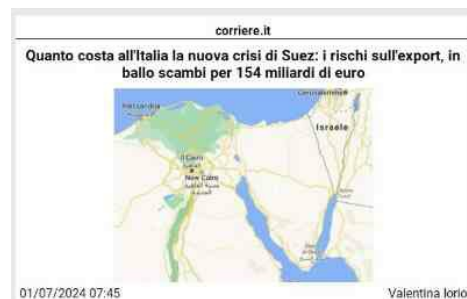 corriere.it
Quanto costa all'Italia la nuova crisi di Suez: i rischi sull'export, in
ballo scambi per 154 miliardi di euro
Israele
Il Cairo
New Cairo
01/07/2024 07:45
Valentina Iorio